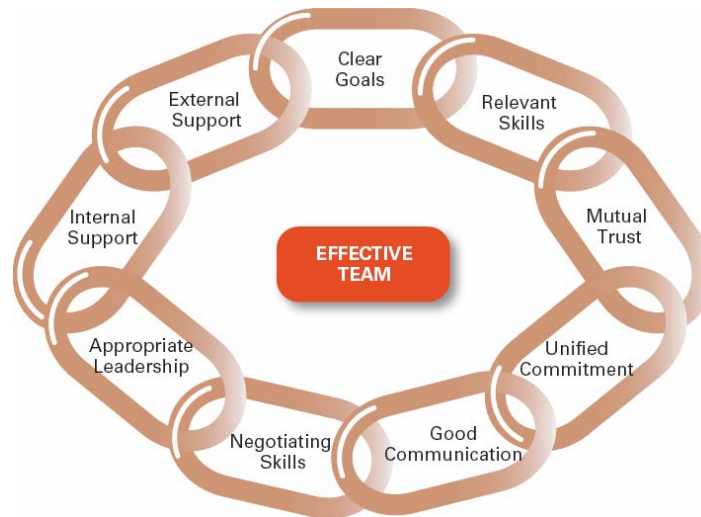 Clear
Goals
Relevant
Skills
Mutual
Trust
Unified
Commitment
Good
Communication
Negotiating
Skills
Appropriate
Leadership
Internal
Support
External
Support
EFFECTIVE
TEAM